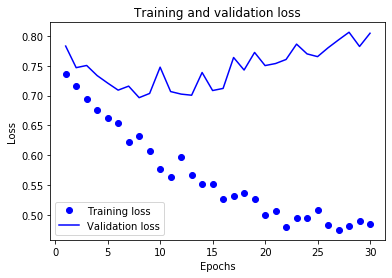 Training and validation loss
0.80
0.75
0.70
0.65
0.60
0.55
0.50
Loss
Training loss
Validation loss
0 5 10 15 20 25 30
Epochs